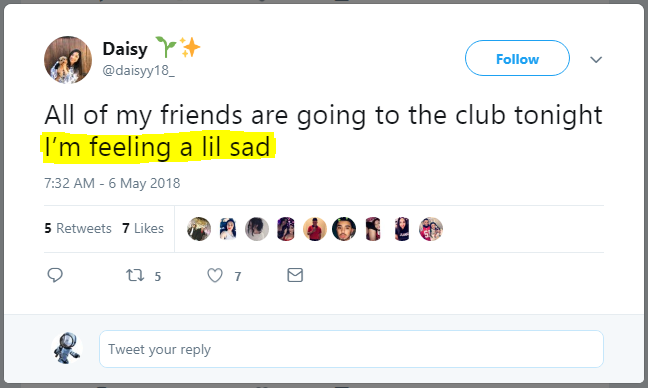 Daisy 🌱✨
@daisyy18_
Follow
All of my friends are going to the club tonight
I'm feeling a lil sad
7:32 AM - 6 May 2018
5 Retweets 7 Likes
5 7
Tweet your reply